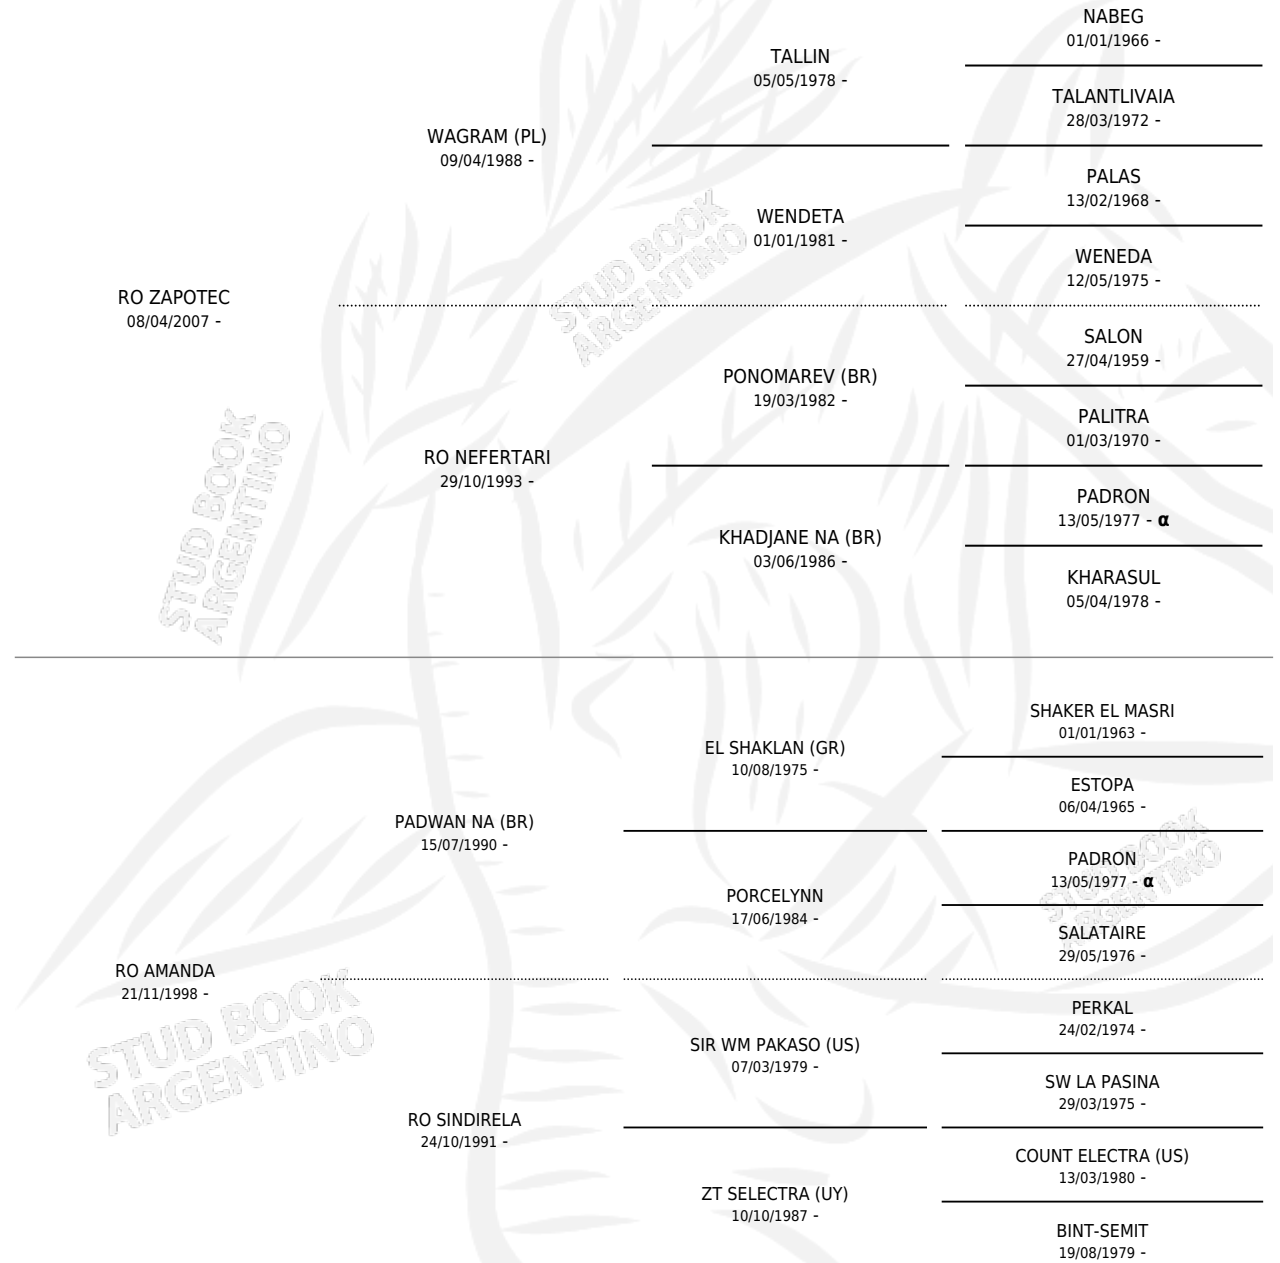 NABEG
01/01/1966 -
TALLIN
05/05/1978 -
TALANTLIVAIA
28/03/1972 -
WAGRAM (PL)
09/04/1988 -
PALAS
13/02/1968 -
WENDETA
01/01/1981 -
WENEDA
12/05/1975 -
RO ZAPOTEC
08/04/2007 -
SALON
27/04/1959 -
PONOMAREV (BR)
19/03/1982 -
PALITRA
01/03/1970 -
RO NEFERTARI
29/10/1993 -
PADRON
13/05/1977 - α
KHADJANE NA (BR)
03/06/1986 -
KHARASUL
05/04/1978 -
SHAKER EL MASRI
01/01/1963 -
EL SHAKLAN (GR)
10/08/1975 -
ESTOPA
06/04/1965 -
PADWAN NA (BR)
15/07/1990 -
PADRON
13/05/1977 - α
PORCELYNN
17/06/1984 -
SALATAIRE
29/05/1976 -
RO AMANDA
21/11/1998 -
PERKAL
24/02/1974 -
SIR WM PAKASO (US)
07/03/1979 -
SW LA PASINA
29/03/1975 -
RO SINDIRELA
24/10/1991 -
COUNT ELECTRA (US)
13/03/1980 -
ZT SELECTRA (UY)
10/10/1987 -
BINT-SEMIT
19/08/1979 -
STUD BOOK
ARGENTINO
STUD BOOK
ARGENTINO
STUD BOOK
ARGENTINO
STUD BOOK
ARGENTINO